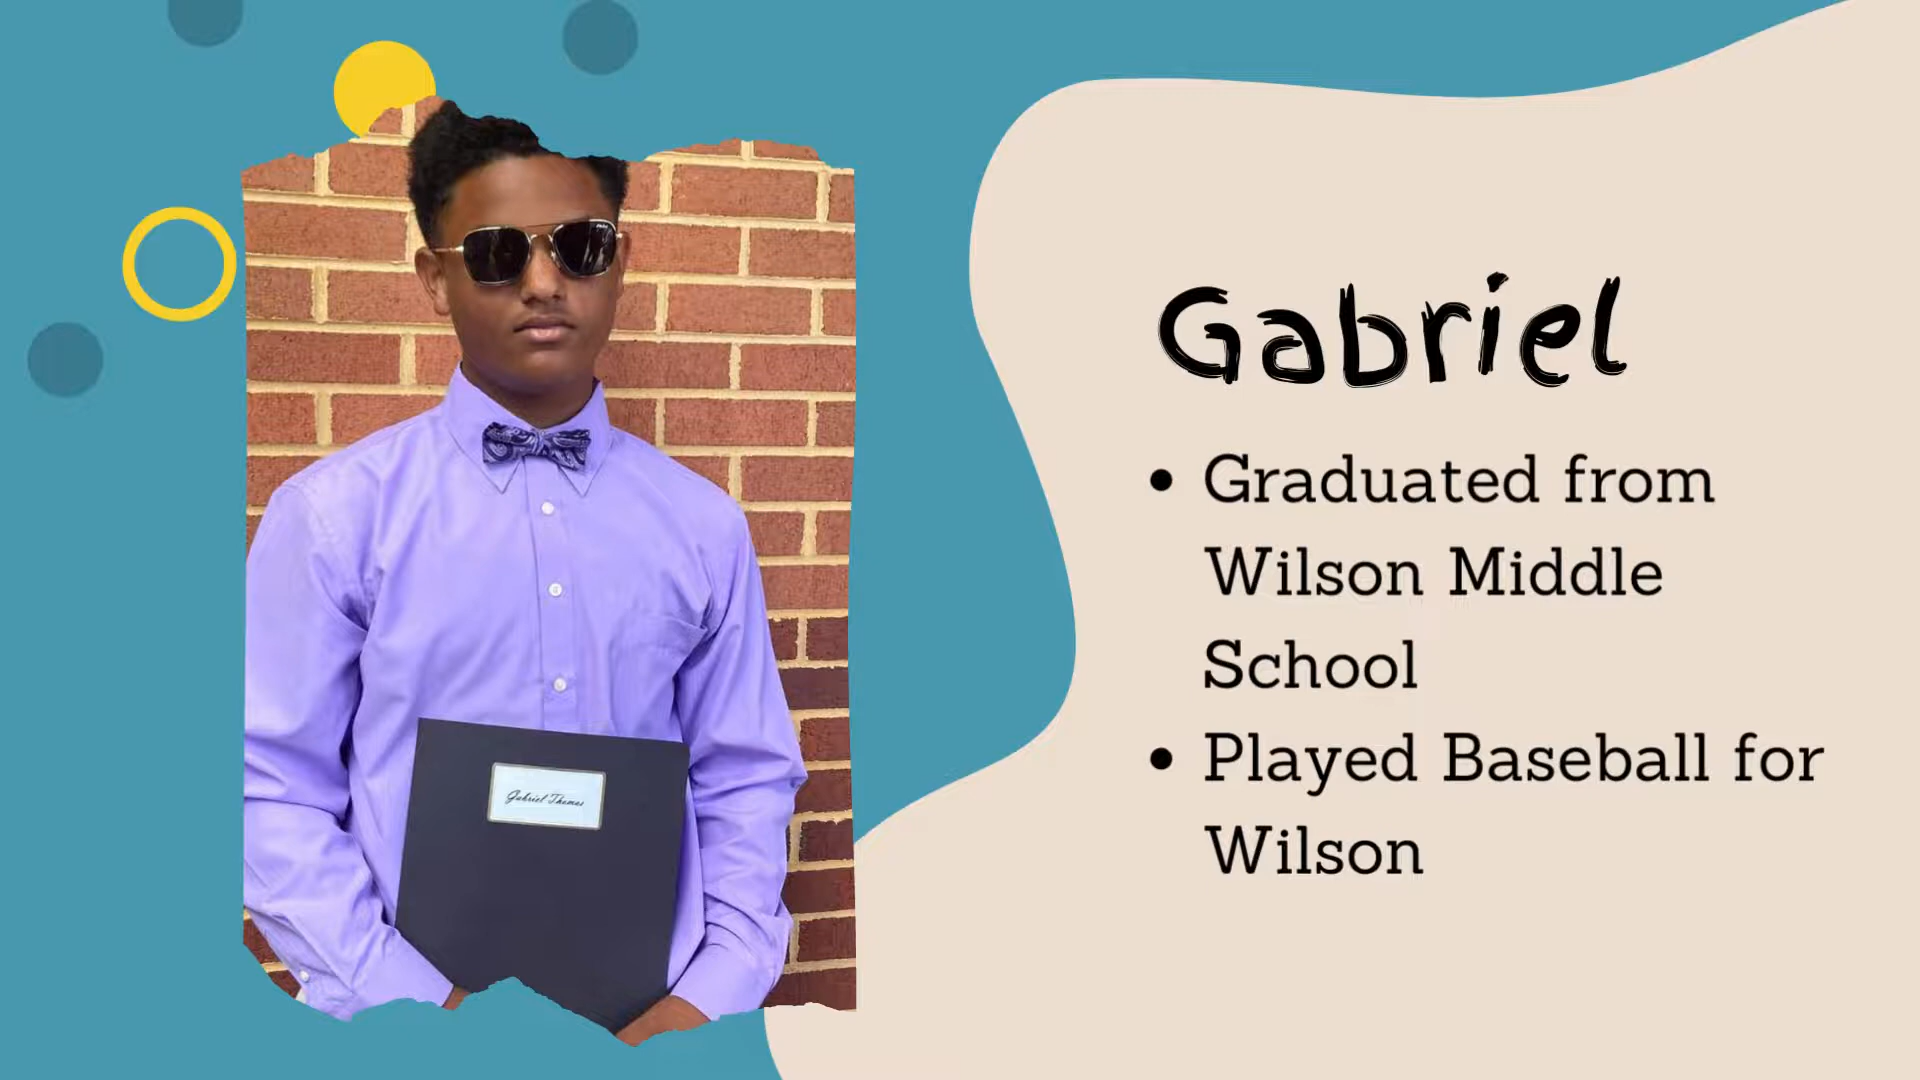 Gabriel
• Graduated from
Wilson Middle
School
• Played Baseball for
Wilson
Gabriel Thomas